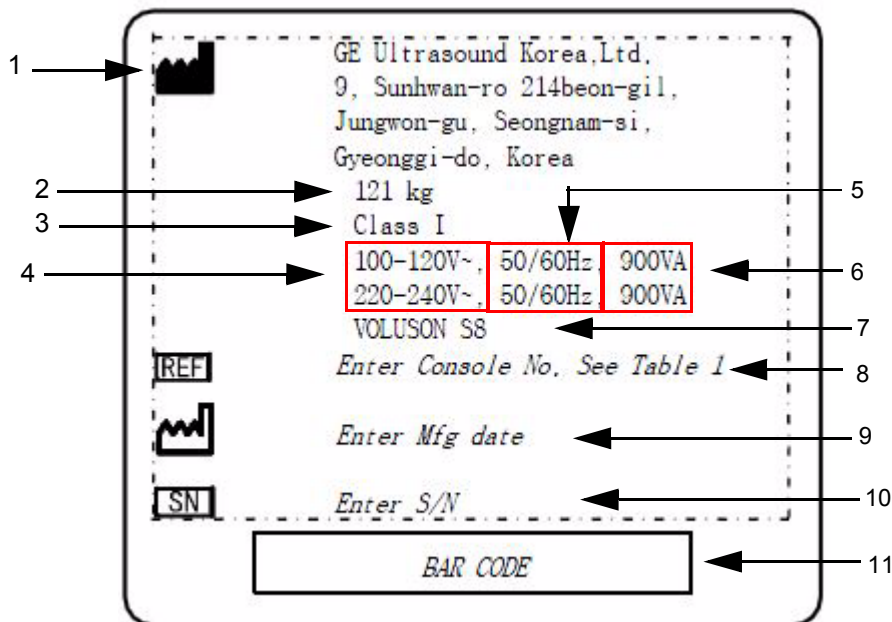 1
GE Ultrasound Korea,Ltd,
9, Sunhwan-ro 214beon-gil,
Jungwon-gu, Seongnam-si,
Gyeonggi-do, Korea
2 121 kg 5
3 Class I
4 100-120V~, 50/60Hz, 900VA 6
220-240V~, 50/60Hz, 900VA
VOLUSON S8 7
REF Enter Console No, See Table 1 8
Enter Mfg date 9
SN Enter S/N 10
BAR CODE 11